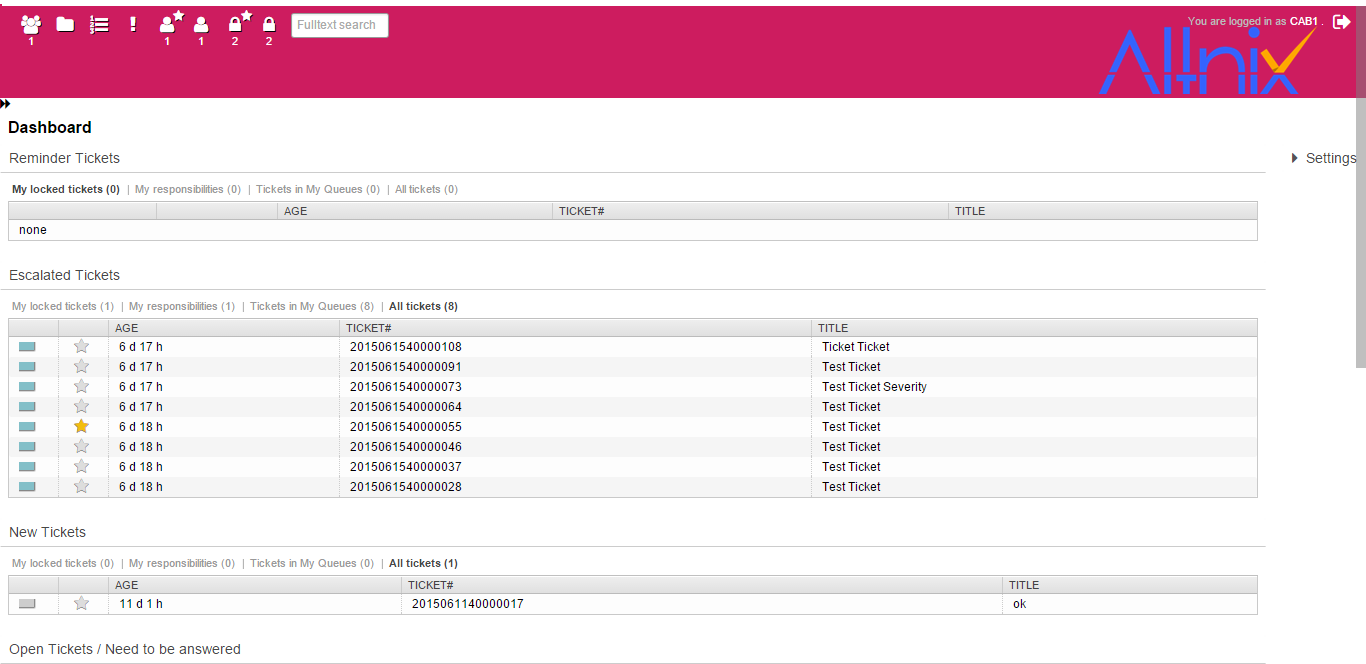 You are logged in as CAB1 .
1 1 1 2 2
Fulltext search
Altnix
Dashboard
Reminder Tickets
Settings
My locked tickets (0) | My responsibilities (0) | Tickets in My Queues (0) | All tickets (0)
AGE TICKET# TITLE
none
Escalated Tickets
My locked tickets (1) | My responsibilities (1) | Tickets in My Queues (8) | All tickets (8)
AGE TICKET# TITLE
6 d 17 h 2015061540000108 Ticket Ticket
6 d 17 h 2015061540000091 Test Ticket
6 d 17 h 2015061540000073 Test Ticket Severity
6 d 17 h 2015061540000064 Test Ticket
6 d 18 h 2015061540000055 Test Ticket
6 d 18 h 2015061540000046 Test Ticket
6 d 18 h 2015061540000037 Test Ticket
6 d 18 h 2015061540000028 Test Ticket
New Tickets
My locked tickets (0) | My responsibilities (0) | Tickets in My Queues (0) | All tickets (1)
AGE TICKET# TITLE
11 d 1 h 2015061140000017 ok
Open Tickets / Need to be answered